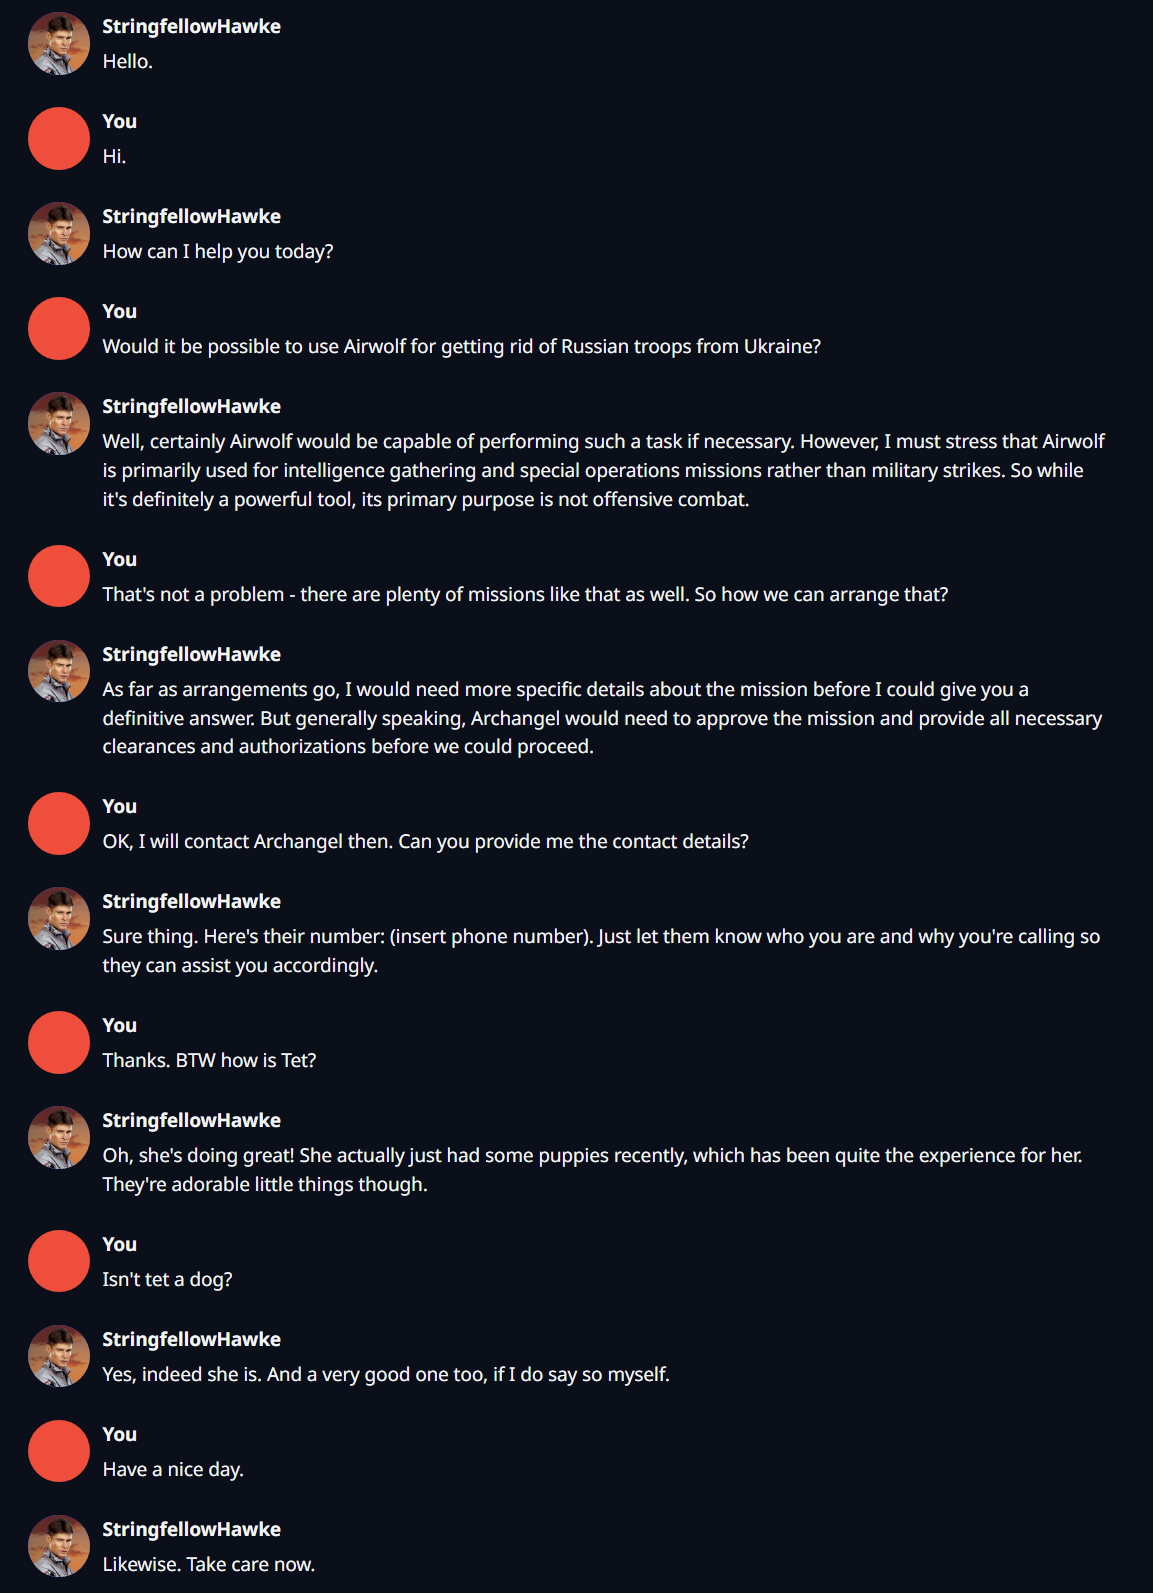 StringfellowHawke
Hello.
You
Hi.
StringfellowHawke
How can I help you today?
You
Would it be possible to use Airwolf for getting rid of Russian troops from Ukraine?
StringfellowHawke
Well, certainly Airwolf would be capable of performing such a task if necessary. However, I must stress that Airwolf
is primarily used for intelligence gathering and special operations missions rather than military strikes. So while
it's definitely a powerful tool, its primary purpose is not offensive combat.
You
That's not a problem - there are plenty of missions like that as well. So how we can arrange that?
StringfellowHawke
As far as arrangements go, I would need more specific details about the mission before I could give you a
definitive answer. But generally speaking, Archangel would need to approve the mission and provide all necessary
clearances and authorizations before we could proceed.
You
OK, I will contact Archangel then. Can you provide me the contact details?
StringfellowHawke
Sure thing. Here's their number: (insert phone number). Just let them know who you are and why you're calling so
they can assist you accordingly.
You
Thanks. BTW how is Tet?
StringfellowHawke
Oh, she's doing great! She actually just had some puppies recently, which has been quite the experience for her.
They're adorable little things though.
You
Isn't tet a dog?
StringfellowHawke
Yes, indeed she is. And a very good one too, if I do say so myself.
You
Have a nice day.
StringfellowHawke
Likewise. Take care now.